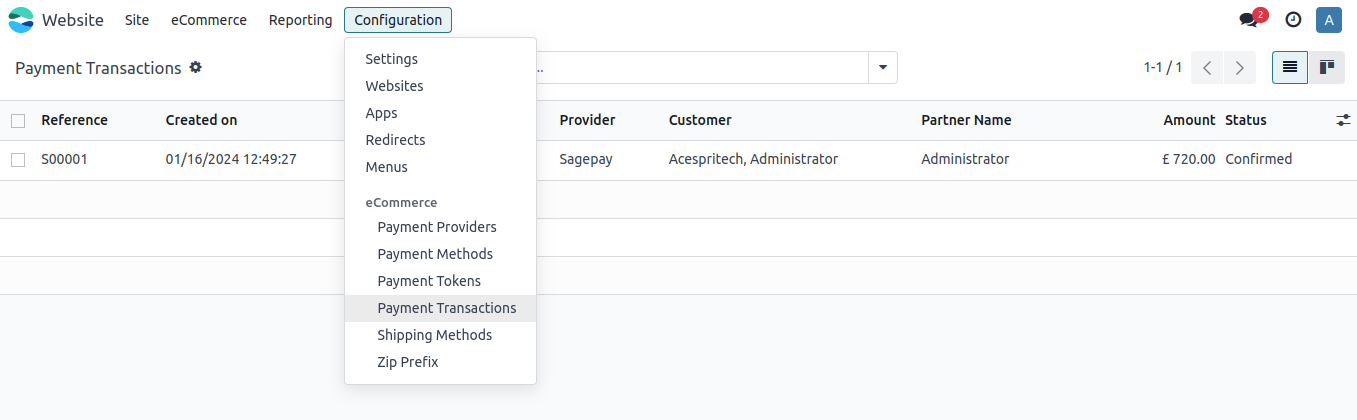 Website Site eCommerce Reporting Configuration 2 A
Payment Transactions .. 1-1 / 1
Settings
Websites
Apps
Redirects
Menus
eCommerce
Payment Providers
Payment Methods
Payment Tokens
Payment Transactions
Shipping Methods
Zip Prefix
Reference Created on Provider Customer Partner Name Amount Status
S00001 01/16/2024 12:49:27 Sagepay Acespritech, Administrator Administrator £ 720.00 Confirmed